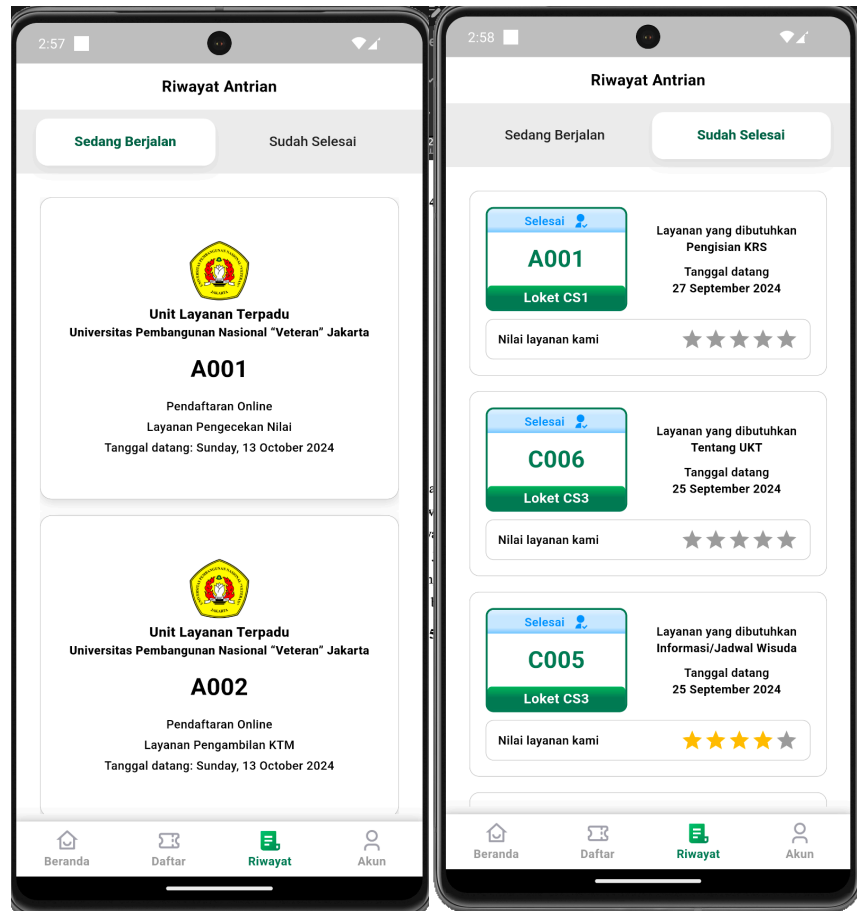 2:57
Riwayat Antrian
Sedang Berjalan
Sudah Selesai
Unit Layanan Terpadu
Universitas Pembangunan Nasional “Veteran” Jakarta
A001
Pendaftaran Online
Layanan Pengecekan Nilai
Tanggal datang: Sunday, 13 October 2024
Unit Layanan Terpadu
Universitas Pembangunan Nasional “Veteran” Jakarta
A002
Pendaftaran Online
Layanan Pengambilan KTM
Tanggal datang: Sunday, 13 October 2024
Beranda
Daftar
Riwayat
Akun
2:58
Riwayat Antrian
Sedang Berjalan
Sudah Selesai
Selesai
A001
Loket CS1
Layanan yang dibutuhkan
Pengisian KRS
Tanggal datang
27 September 2024
Nilai layanan kami
Selesai
C006
Loket CS3
Layanan yang dibutuhkan
Tentang UKT
Tanggal datang
25 September 2024
Nilai layanan kami
Selesai
C005
Loket CS3
Layanan yang dibutuhkan
Informasi/Jadwal Wisuda
Tanggal datang
25 September 2024
Nilai layanan kami
Beranda
Daftar
Riwayat
Akun